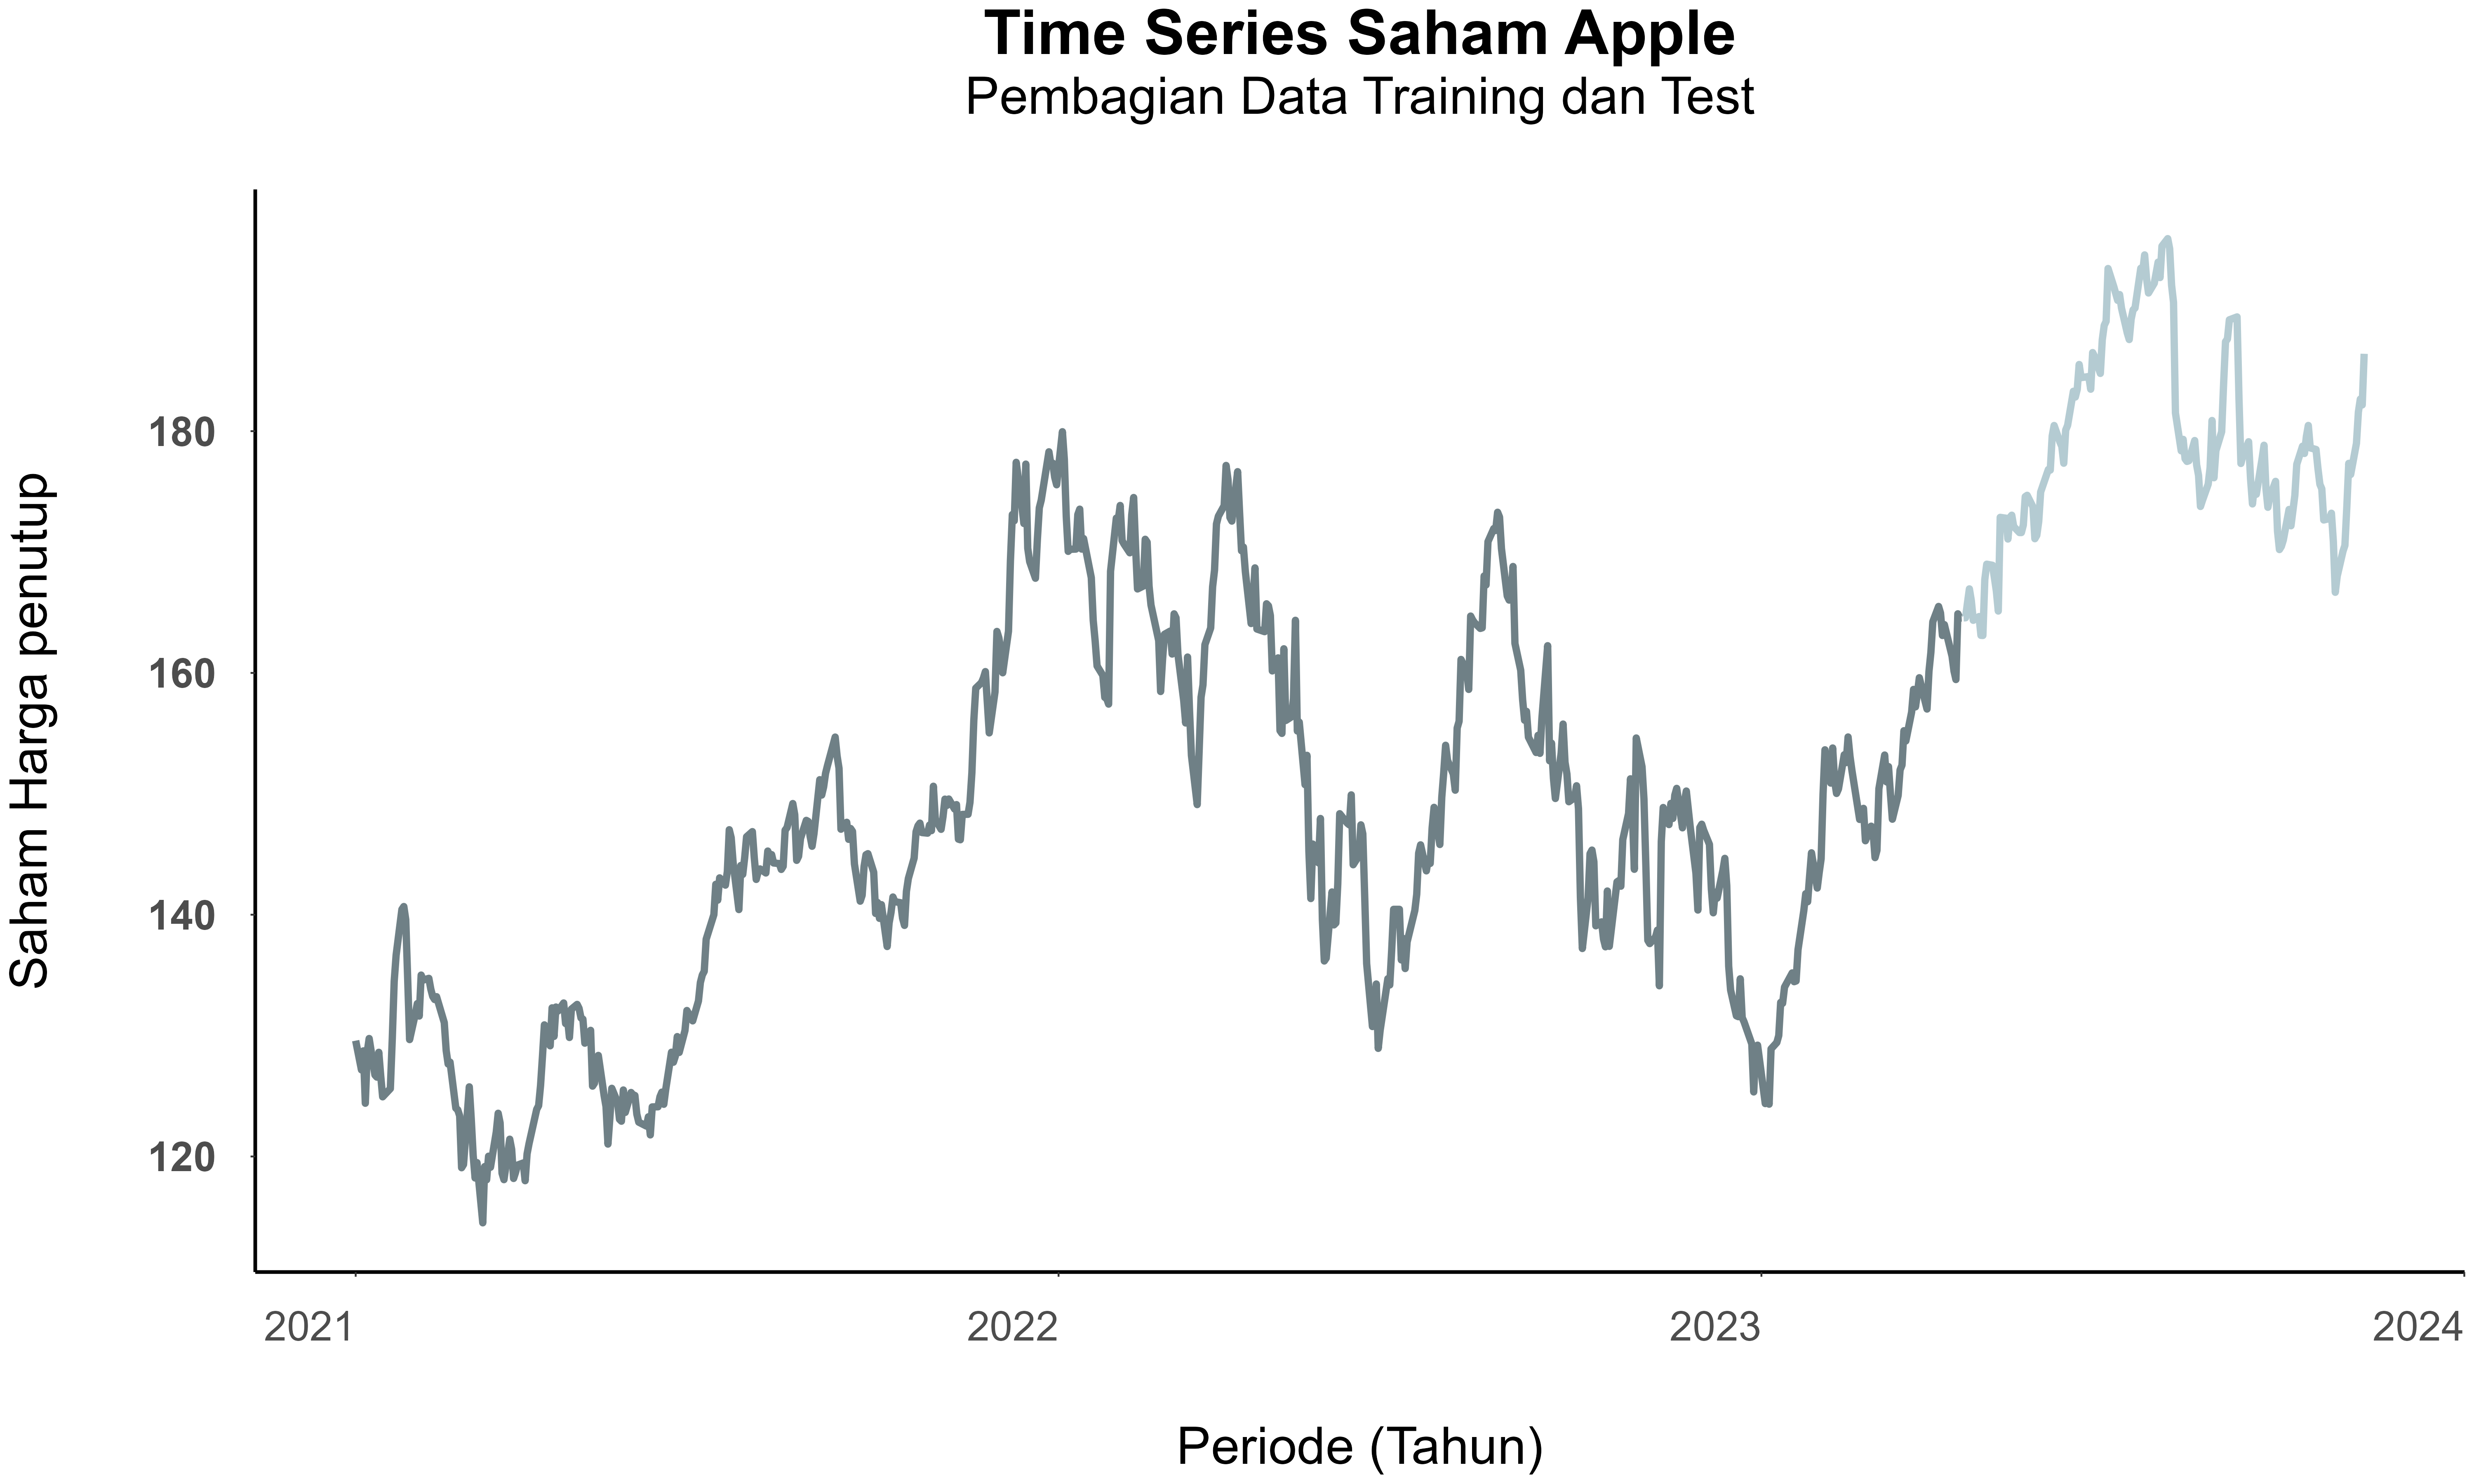 Time Series Saham Apple
Pembagian Data Training dan Test
Saham Harga penutup
180
160
140
120
2021
2022
2023
2024
Periode (Tahun)